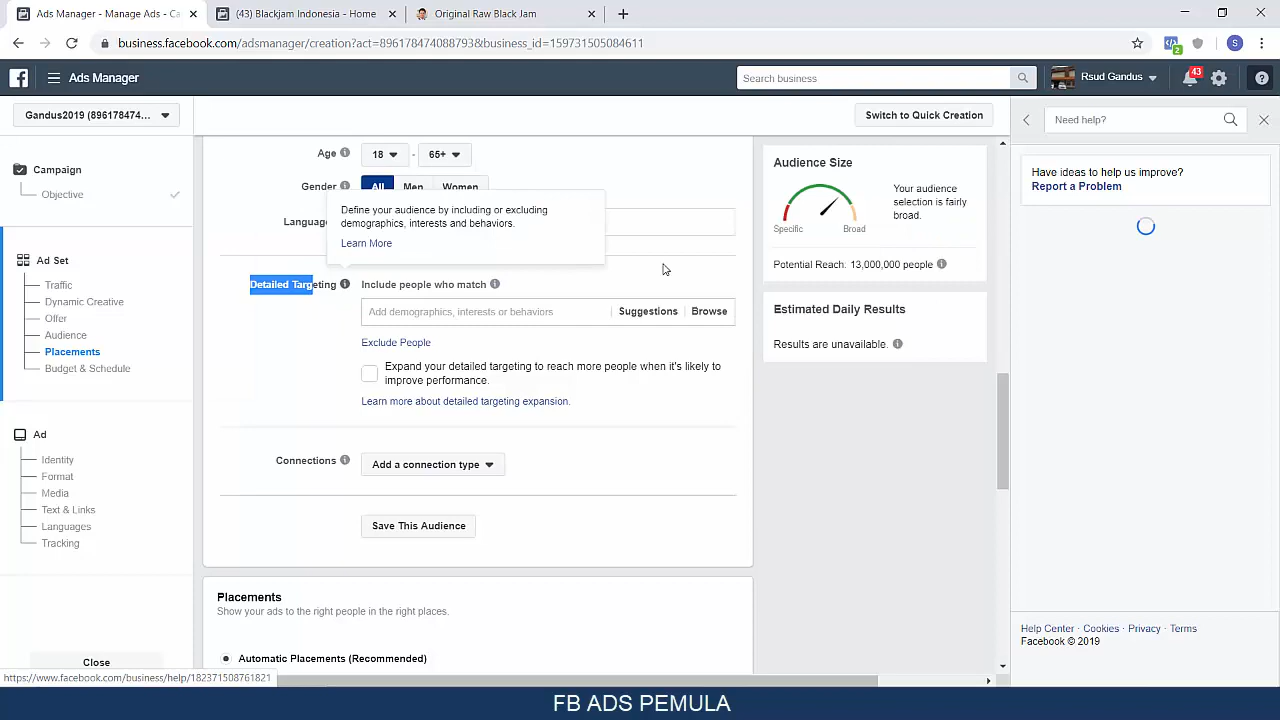 Ads Manager - Manage Ads - Ca
(43) Blackjam Indonesia - Home
Original Raw Black Jam
business.facebook.com/adsmanager/creation?act=896178474088793&business_id=159731505084611
Ads Manager
Search business
Rsud Gandus
43
Gandus2019 (896178474...
Switch to Quick Creation
Need help?
Campaign
Objective
Ad Set
Traffic
Dynamic Creative
Offer
Audience
Placements
Budget & Schedule
Ad
Identity
Format
Media
Text & Links
Languages
Tracking
Close
Age
18
-
65+
Gender
All
Men
Women
Languag
Define your audience by including or excluding
demographics, interests and behaviors.
Learn More
Detailed Targeting
Include people who match
Add demographics, interests or behaviors
Suggestions
Browse
Exclude People
Expand your detailed targeting to reach more people when it's likely to
improve performance.
Learn more about detailed targeting expansion.
Connections
Add a connection type
Save This Audience
Placements
Show your ads to the right people in the right places.
Automatic Placements (Recommended)
Audience Size
Your audience
selection is fairly
broad.
Specific
Broad
Potential Reach: 13,000,000 people
Estimated Daily Results
Results are unavailable.
Have ideas to help us improve?
Report a Problem
Help Center · Cookies · Privacy · Terms
Facebook © 2019
https://www.facebook.com/business/help/182371508761821
FB ADS PEMULA